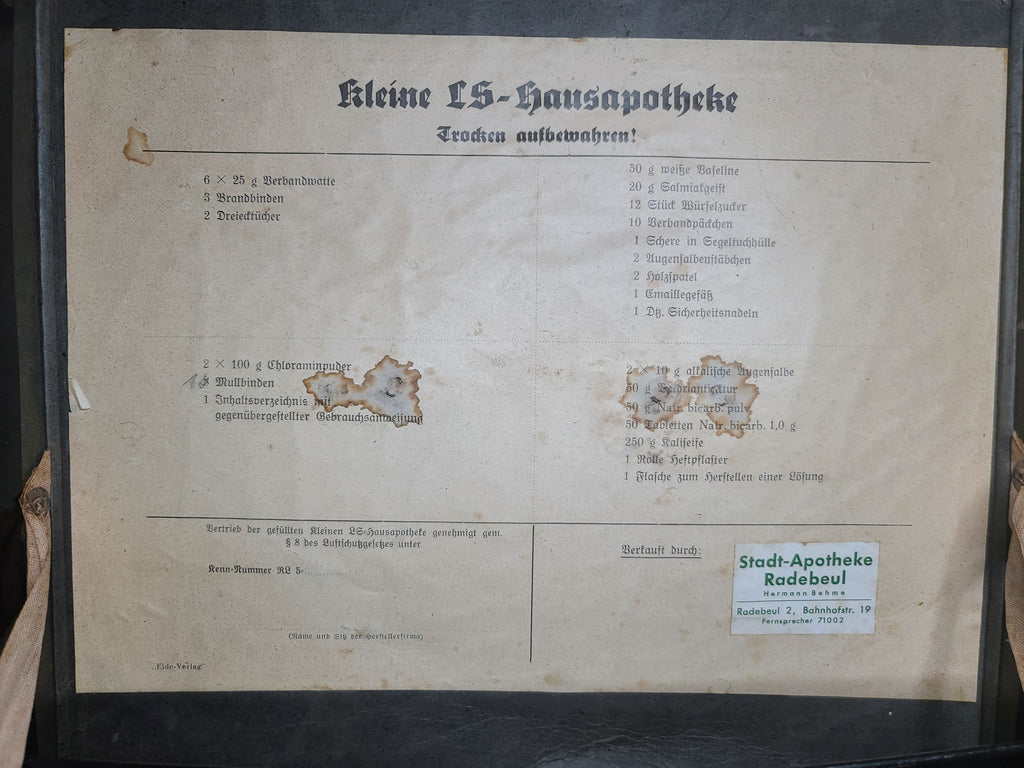 Kleine LS-Hausapotheke
Trocken aufbewahren!
6 × 25 g Verbandwatte
3 Brandbinden
2 Dreiecktücher
50 g weiße Vaseline
20 g Salmiakgeist
12 Stück Würfelzucker
10 Verbandpäckchen
1 Schere in Segeltuchhülle
2 Augensalbenstäbchen
2 Holzspatel
1 Emaillegefäß
1 Dtz. Sicherheitsnadeln
2 × 100 g Chloraminpuder
Mullbinden
1 Inhaltsverzeichnis mit
gegenübergestellter Gebrauchsanweisung
2 × 10 g alkalische Augensalbe
50 g Baldriantinktur
50 g Natr. bicarb. pulv.
50 Tabletten Natr. bicarb. 1,0 g
250 g Kaliseife
1 Rolle Heftpflaster
1 Flasche zum Herstellen einer Lösung
Vertrieb der gefüllten Kleinen LS-Hausapotheke genehmigt gem.
§ 8 des Luftschutzgesetzes unter
Kenn-Nummer RL 5-
(Name und Sitz der Herstellerfirma)
„Elde-Verlag"
Verkauft durch:
Stadt-Apotheke
Radebeul
Hermann Behme
Radebeul 2, Bahnhofstr. 19
Fernsprecher 71002